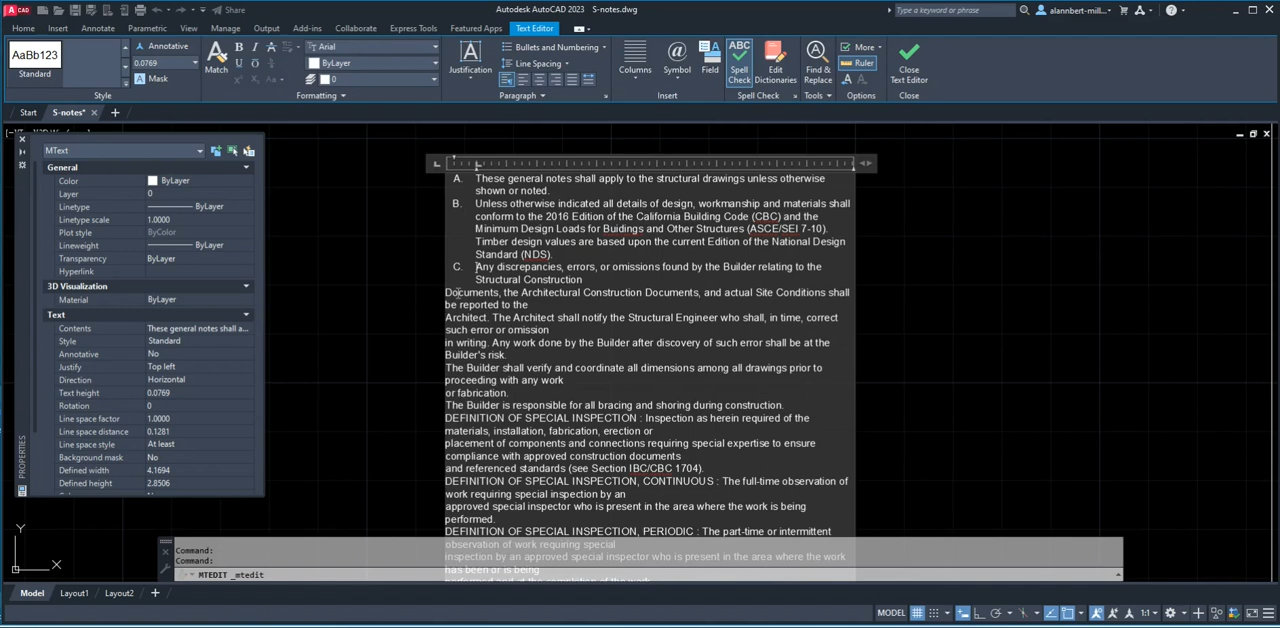 CAD
Share
Autodesk AutoCAD 2023 S-notes.dwg
Type a keyword or phrase
alannbert-mill...
Home Insert Annotate Parametric View Manage Output Add-ins Collaborate Express Tools Featured Apps Text Editor
AaBb123
Standard
Annotative
0.0769
Mask
Match
B I A
U O
Arial
ByLayer
0
Justification
Bullets and Numbering
Line Spacing
Columns
Symbol
Field
ABC
Spell
Check
Edit
Dictionaries
Find &
Replace
More
Ruler
Close
Text Editor
Style
Formatting
Paragraph
Insert
Spell Check
Tools
Options
Close
Start S-notes*
MText
General
Color ByLayer
Layer 0
Linetype ByLayer
Linetype scale 1.0000
Plot style ByColor
Lineweight ByLayer
Transparency ByLayer
Hyperlink
3D Visualization
Material ByLayer
Text
Contents These general notes shall a...
Style Standard
Annotative No
Justify Top left
Direction Horizontal
Text height 0.0769
Rotation 0
Line space factor 1.0000
Line space distance 0.1281
Line space style At least
Background mask No
Defined width 4.1694
Defined height 2.8506
PROPERTIES
A. These general notes shall apply to the structural drawings unless otherwise
shown or noted.
B. Unless otherwise indicated all details of design, workmanship and materials shall
conform to the 2016 Edition of the California Building Code (CBC) and the
Minimum Design Loads for Buidings and Other Structures (ASCE/SEI 7-10).
Timber design values are based upon the current Edition of the National Design
Standard (NDS).
C. Any discrepancies, errors, or omissions found by the Builder relating to the
Structural Construction
Documents, the Architectural Construction Documents, and actual Site Conditions shall
be reported to the
Architect. The Architect shall notify the Structural Engineer who shall, in time, correct
such error or omission
in writing. Any work done by the Builder after discovery of such error shall be at the
Builder's risk.
The Builder shall verify and coordinate all dimensions among all drawings prior to
proceeding with any work
or fabrication.
The Builder is responsible for all bracing and shoring during construction.
DEFINITION OF SPECIAL INSPECTION : Inspection as herein required of the
materials, installation, fabrication, erection or
placement of components and connections requiring special expertise to ensure
compliance with approved construction documents
and referenced standards (see Section IBC/CBC 1704).
DEFINITION OF SPECIAL INSPECTION, CONTINUOUS : The full-time observation of
work requiring special inspection by an
approved special inspector who is present in the area where the work is being
performed.
DEFINITION OF SPECIAL INSPECTION, PERIODIC : The part-time or intermittent
observation of work requiring special
inspection by an approved special inspector who is present in the area where the work
has been or is being
performed and at the completion of the work
Command:
Command:
MTEDIT _mtedit
Y
X
Model Layout1 Layout2
MODEL
1:1